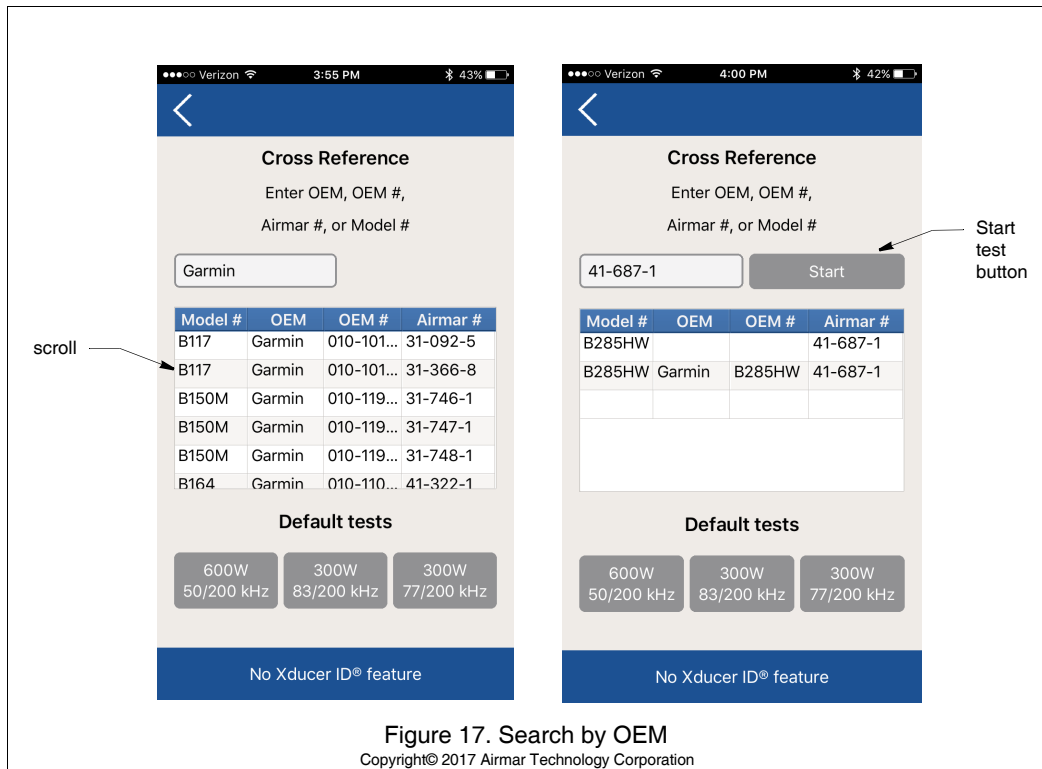 ●●●○○ Verizon 3:55 PM 43%
Cross Reference
Enter OEM, OEM #,
Airmar #, or Model #
Garmin
Model # OEM OEM # Airmar #
B117 Garmin 010-101... 31-092-5
B117 Garmin 010-101... 31-366-8
B150M Garmin 010-119... 31-746-1
B150M Garmin 010-119... 31-747-1
B150M Garmin 010-119... 31-748-1
B164 Garmin 010-110... 41-322-1
scroll
Default tests
600W
50/200 kHz
300W
83/200 kHz
300W
77/200 kHz
No Xducer ID® feature
●●●○○ Verizon 4:00 PM 42%
Cross Reference
Enter OEM, OEM #,
Airmar #, or Model #
41-687-1 Start
Start
test
button
Model # OEM OEM # Airmar #
B285HW 41-687-1
B285HW Garmin B285HW 41-687-1
Default tests
600W
50/200 kHz
300W
83/200 kHz
300W
77/200 kHz
No Xducer ID® feature
Figure 17. Search by OEM
Copyright© 2017 Airmar Technology Corporation